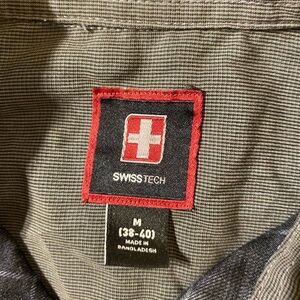 SWISSTECH
M
(38-40)
MADE IN
BANGLADESH